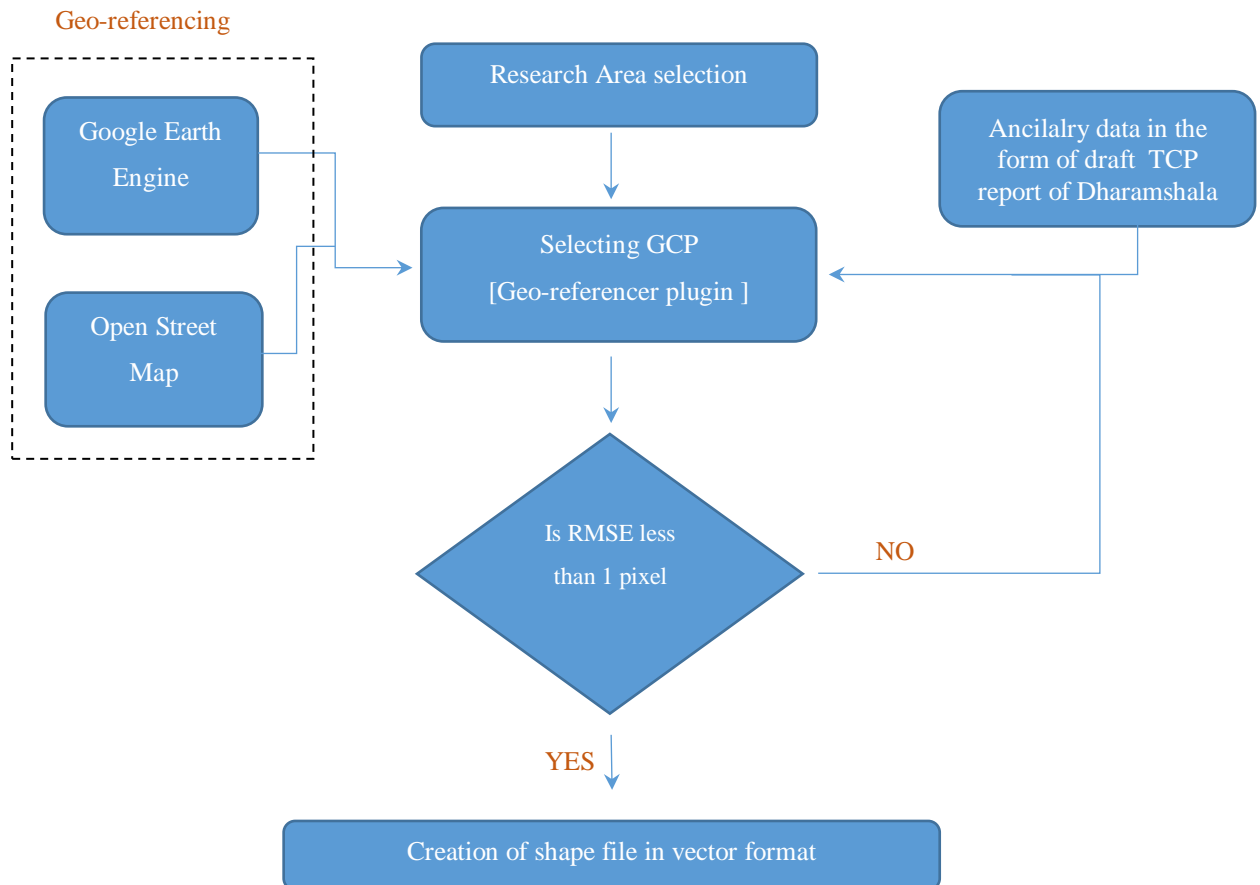 Geo-referencing
Research Area selection
Google Earth
Engine
Ancilalry data in the
form of draft TCP
report of Dharamshala
Selecting GCP
[Geo-referencer plugin ]
Open Street
Map
Is RMSE less
than 1 pixel
NO
YES
Creation of shape file in vector format